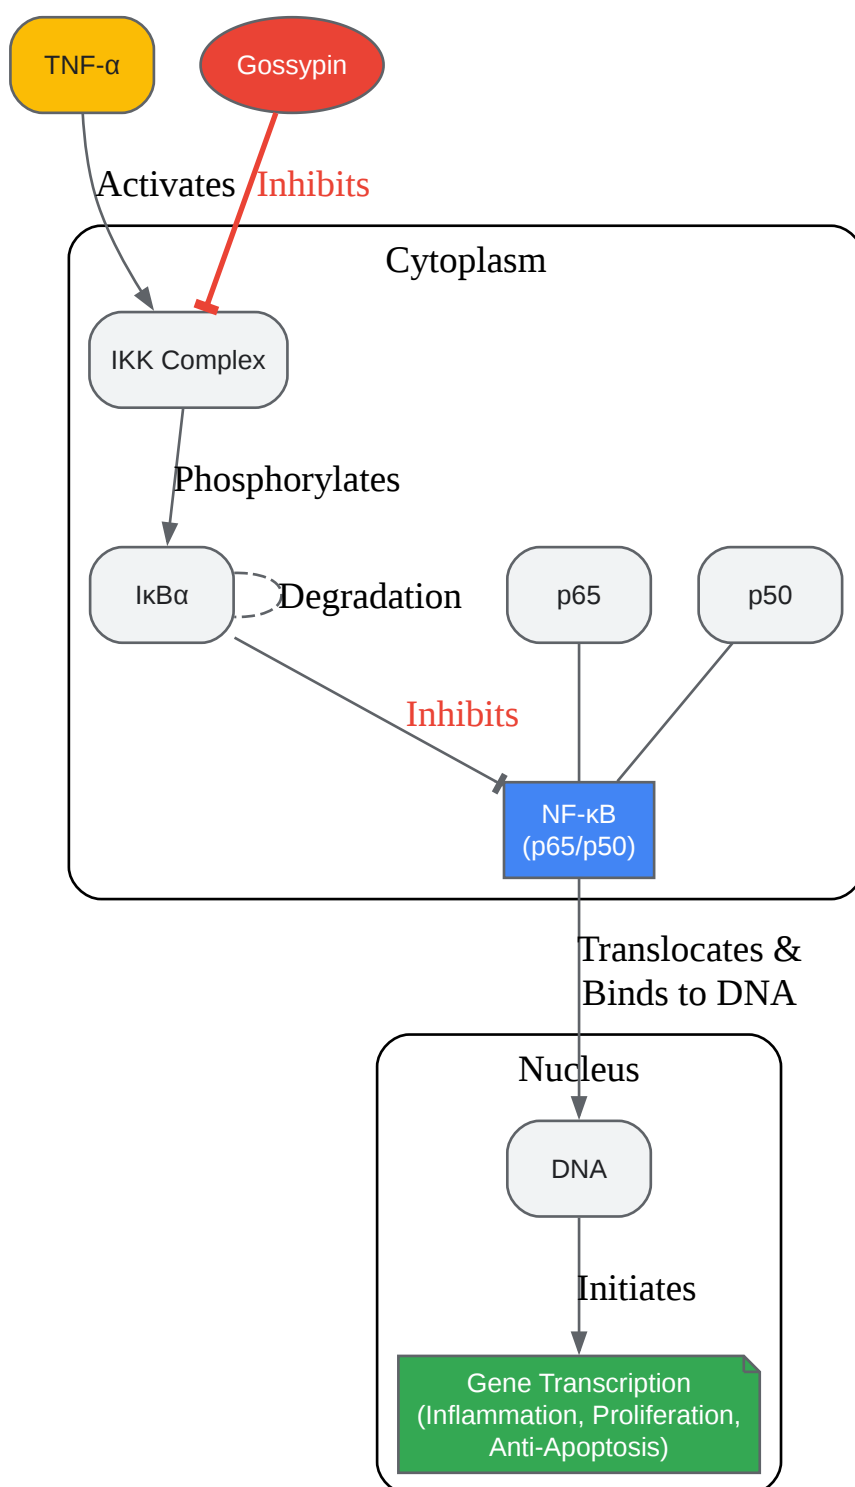 TNF-α
Gossypin
Activates
Inhibits
Cytoplasm
IKK Complex
Phosphorylates
IκBα
Degradation
p65
p50
Inhibits
NF-κB
(p65/p50)
Translocates &
Binds to DNA
Nucleus
DNA
Initiates
Gene Transcription
(Inflammation, Proliferation,
Anti-Apoptosis)